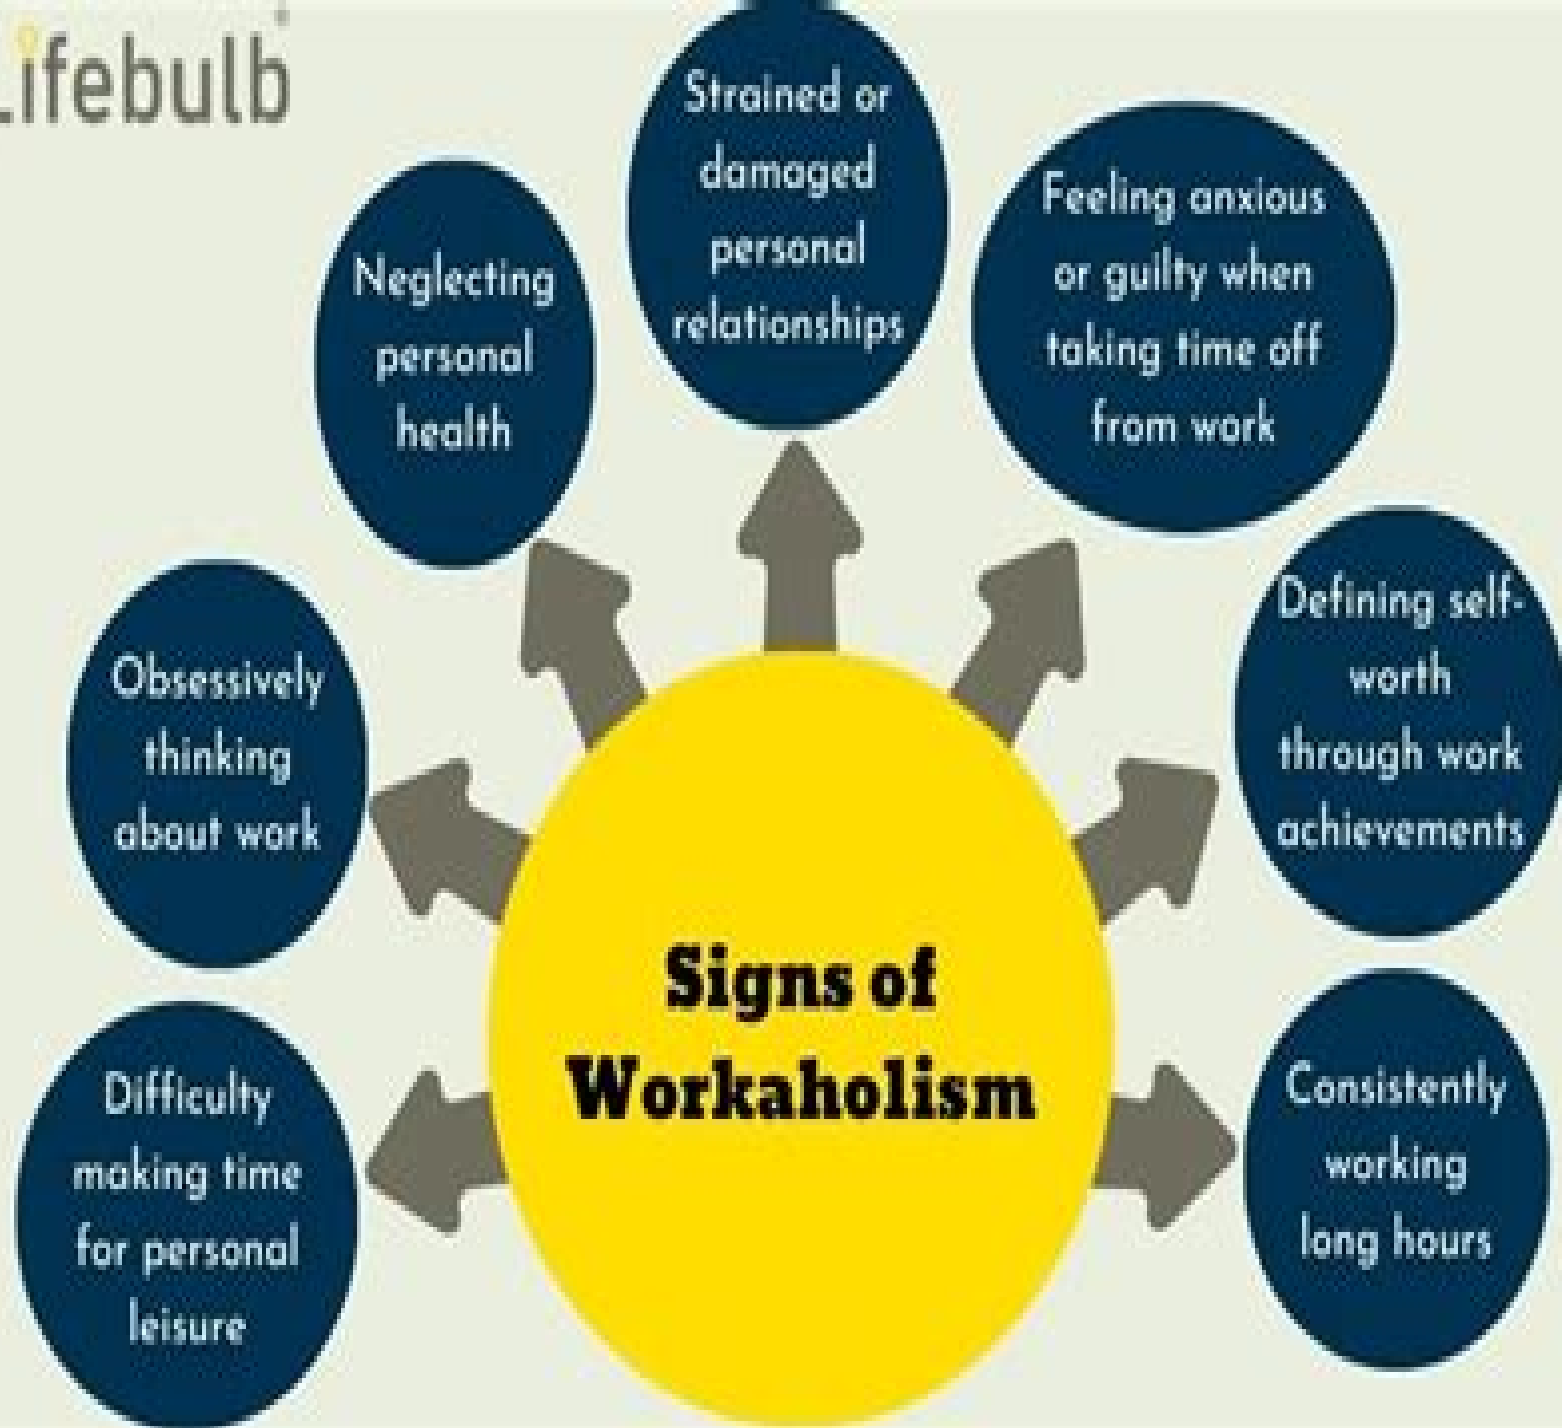 Lifebulb
Strained or
damaged
personal
relationships
Feeling anxious
or guilty when
taking time off
from work
Neglecting
personal
health
Defining self-
worth
through work
achievements
Obsessively
thinking
about work
Signs of
Workaholism
Difficulty
making time
for personal
leisure
Consistently
working
long hours